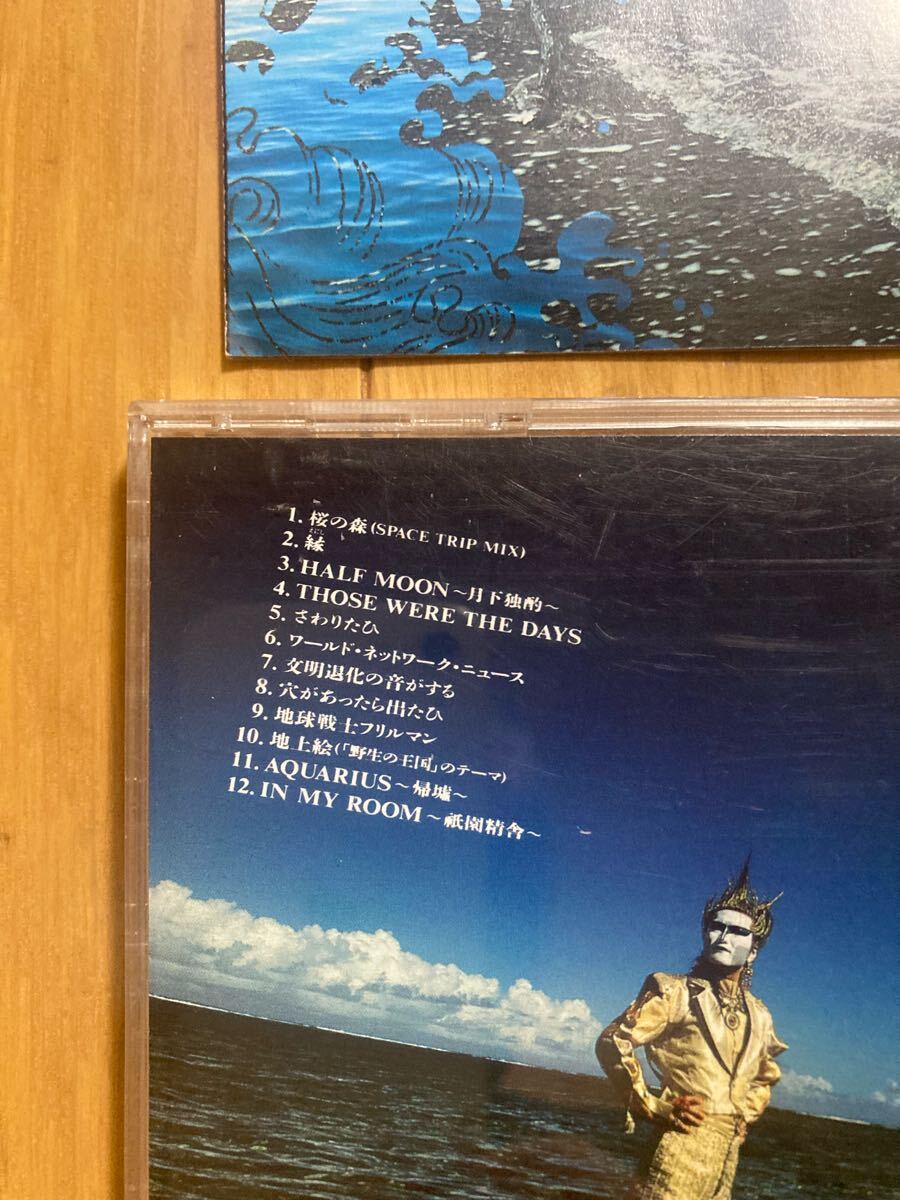 1. 桜の森 (SPACE TRIP MIX)
2. 縁
3. HALF MOON～月下独酌～
4. THOSE WERE THE DAYS
5. さわりたひ
6. ワールド・ネットワーク・ニュース
7. 文明退化の音がする
8. 穴があったら出たひ
9. 地球戦士フリルマン
10. 地上絵(「野生の王国」のテーマ)
11. AQUARIUS～帰墟～
12. IN MY ROOM～祇園精舎～